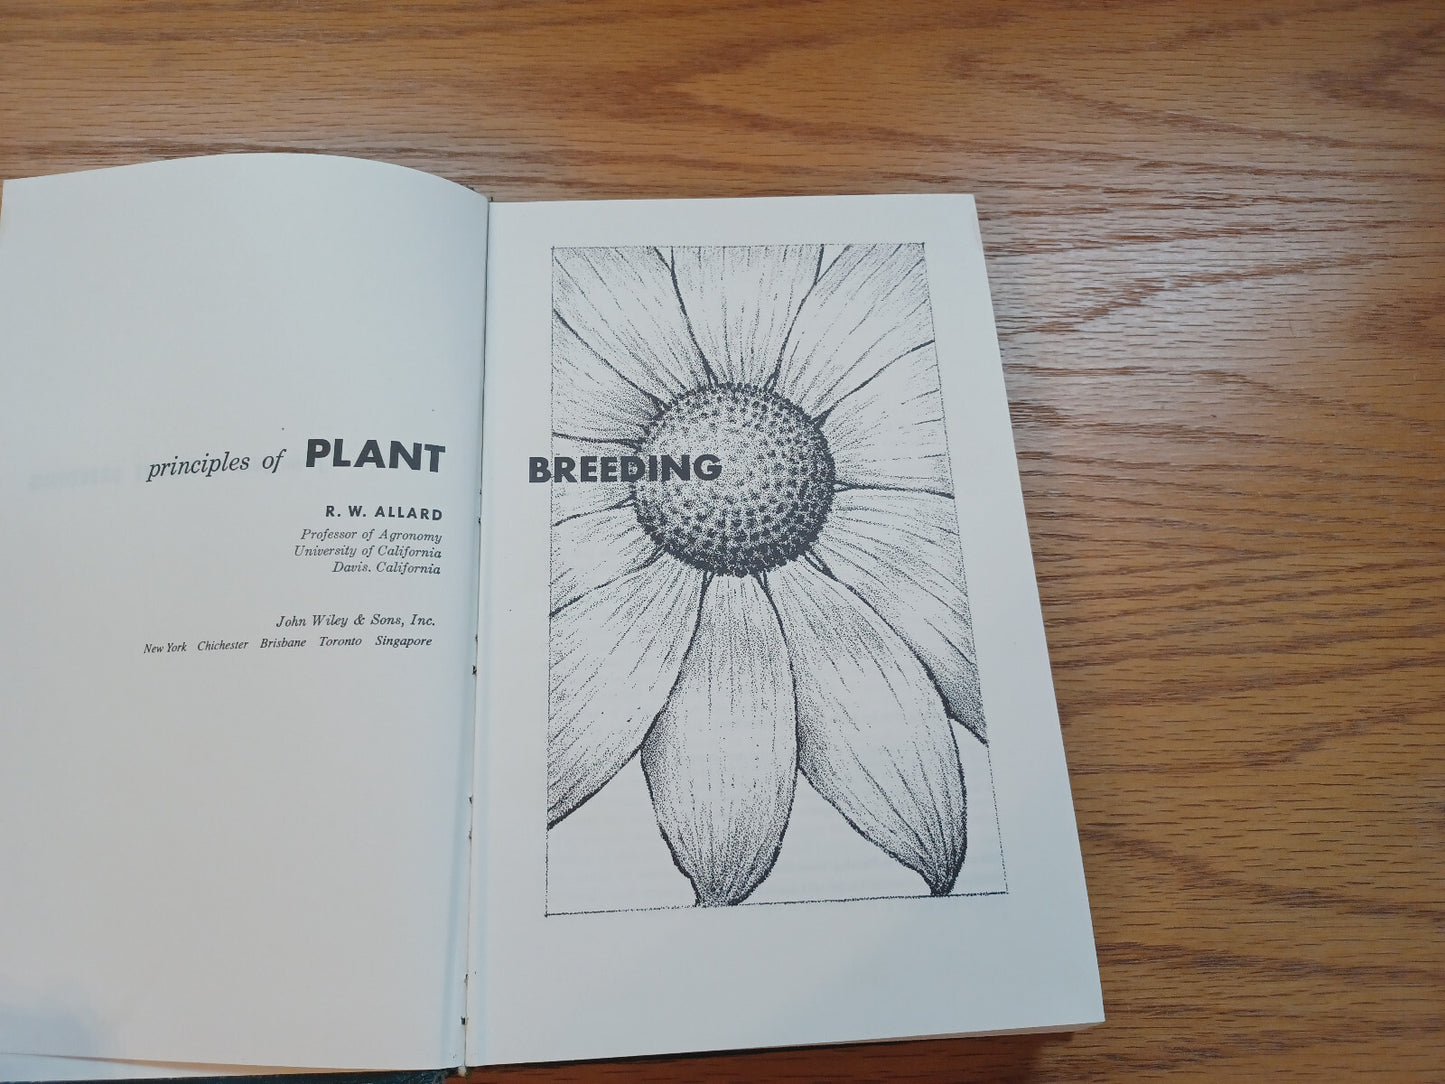 principles of PLANT BREEDING
R. W. ALLARD
Professor of Agronomy
University of California
Davis, California
John Wiley & Sons, Inc.
New York Chichester Brisbane Toronto Singapore